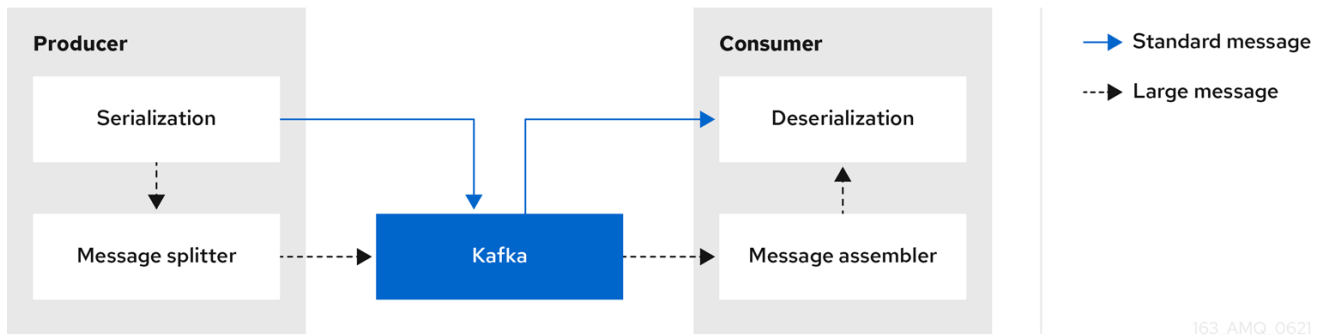 Producer
Serialization
Message splitter
Kafka
Consumer
Deserialization
Message assembler
Standard message
Large message
163_AMQ_0621